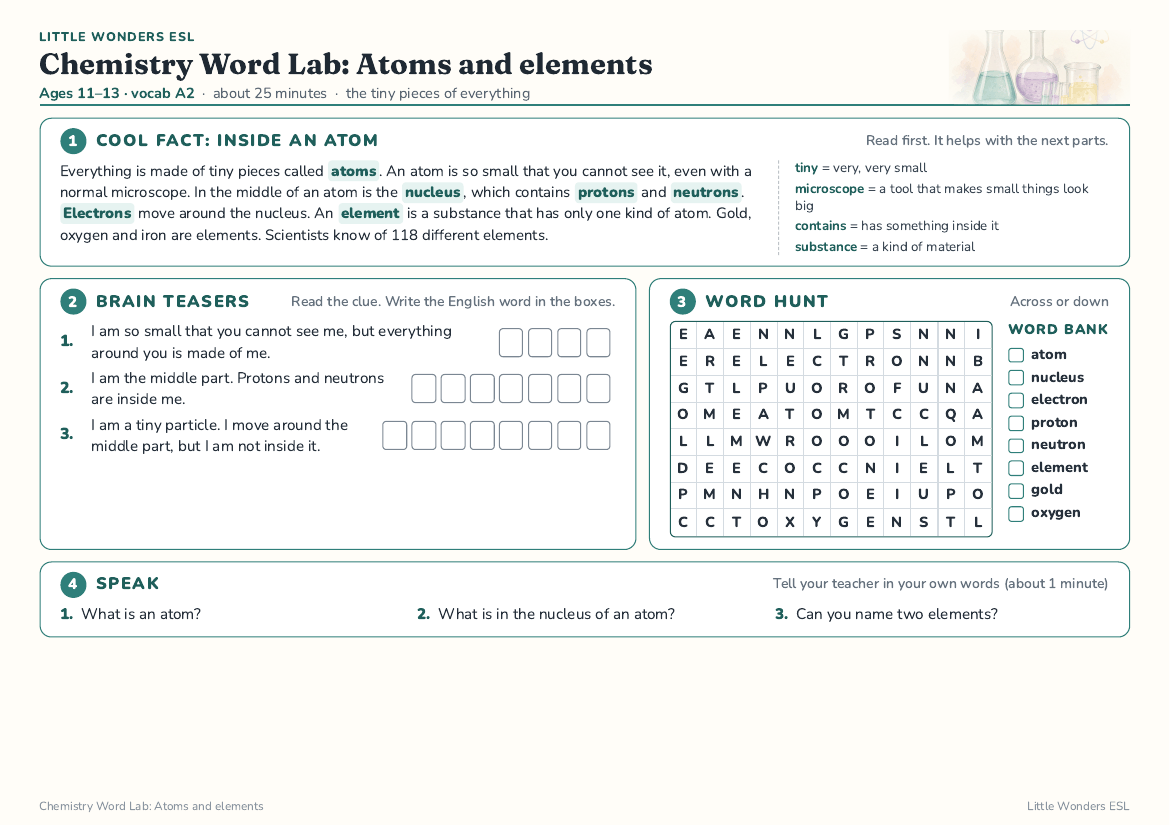 LITTLE WONDERS ESL
Chemistry Word Lab: Atoms and elements
Ages 11–13 · vocab A2 · about 25 minutes · the tiny pieces of everything
1 COOL FACT: INSIDE AN ATOM
Read first. It helps with the next parts.
Everything is made of tiny pieces called atoms. An atom is so small that you cannot see it, even with a
normal microscope. In the middle of an atom is the nucleus, which contains protons and neutrons.
Electrons move around the nucleus. An element is a substance that has only one kind of atom. Gold,
oxygen and iron are elements. Scientists know of 118 different elements.
tiny = very, very small
microscope = a tool that makes small things look
big
contains = has something inside it
substance = a kind of material
2 BRAIN TEASERS
Read the clue. Write the English word in the boxes.
1. I am so small that you cannot see me, but everything
around you is made of me.
2. I am the middle part. Protons and neutrons
are inside me.
3. I am a tiny particle. I move around the
middle part, but I am not inside it.
3 WORD HUNT
Across or down
E A E N N L G P S N N I
E R E L E C T R O N N B
G T L P U O R O F U N A
O M E A T O M T C C Q A
L L M W R O O O I L O M
D E E C O C C N I E L T
P M N H N P O E I U P O
C C T O X Y G E N S T L
WORD BANK
atom
nucleus
electron
proton
neutron
element
gold
oxygen
4 SPEAK
Tell your teacher in your own words (about 1 minute)
1. What is an atom?
2. What is in the nucleus of an atom?
3. Can you name two elements?
Chemistry Word Lab: Atoms and elements
Little Wonders ESL